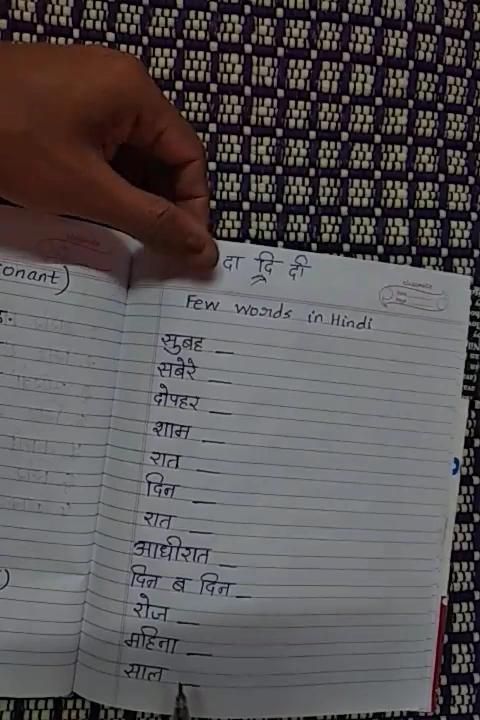 onant)
दा द्रि दी
Few words in Hindi
सुबह _
सबेरे _
दोपहर _
शाम _
रात _
दिन _
रात _
आधीरात _
दिन ब दिन _
रोज _
महिना _
साल _